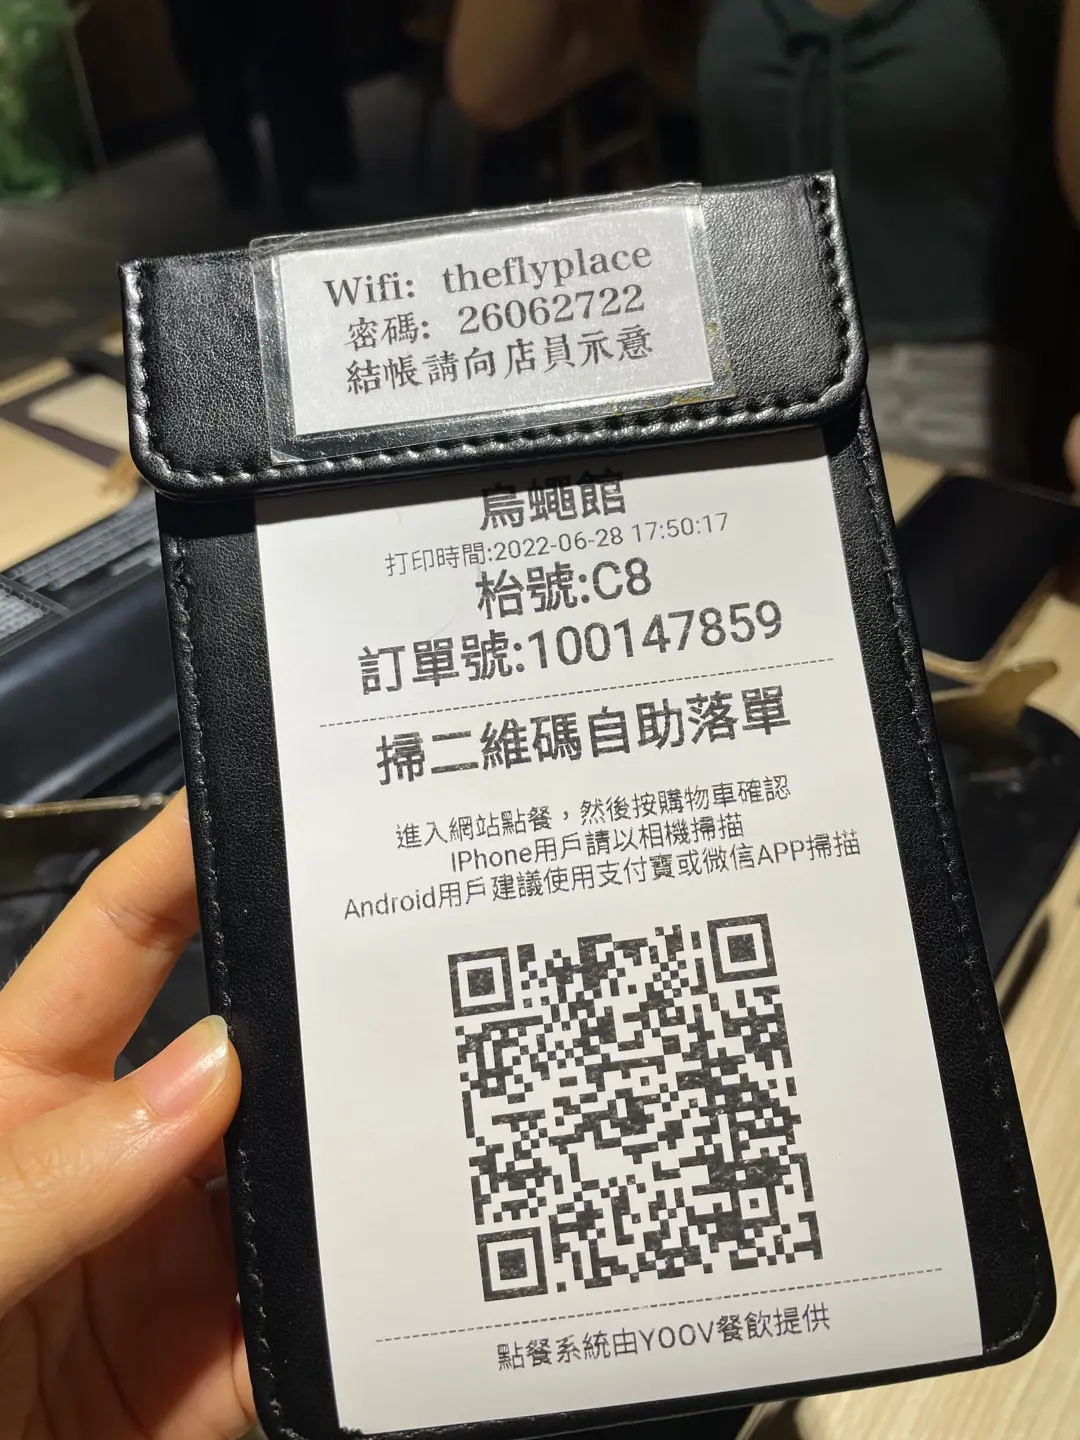 Wifi: theflyplace
密碼: 26062722
結帳請向店員示意
烏蠅館
打印時間:2022-06-28 17:50:17
枱號:C8
訂單號:100147859
掃二維碼自助落單
進入網站點餐，然後按購物車確認
IPhone用戶請以相機掃描
Android用戶建議使用支付寶或微信APP掃描
點餐系統由YOOV餐飲提供